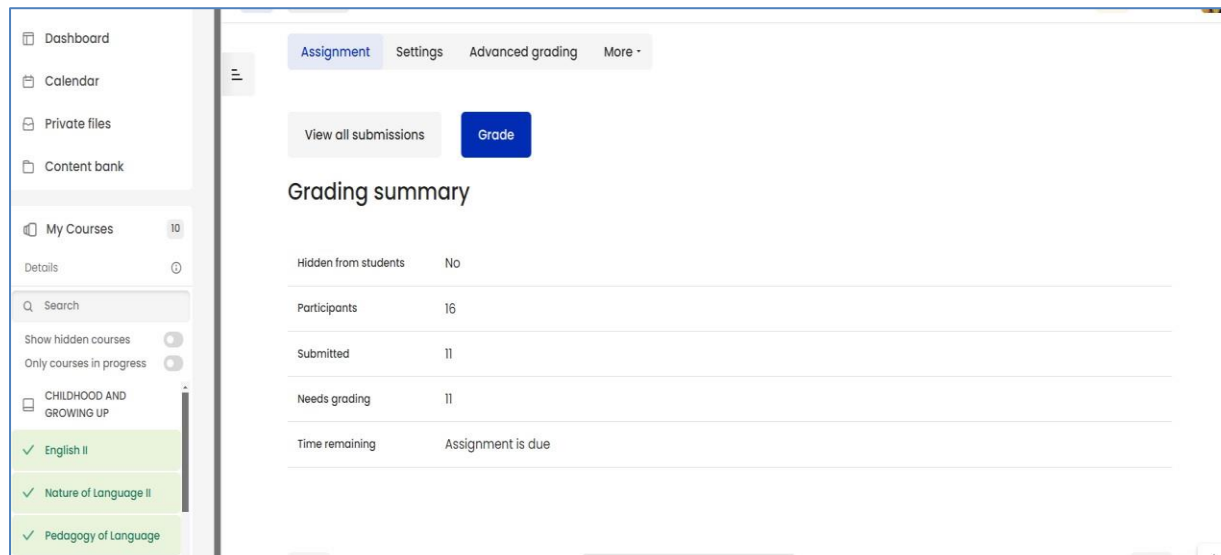 Dashboard
Calendar
Private files
Content bank
My Courses 10
Details
Search
Show hidden courses
Only courses in progress
CHILDHOOD AND
GROWING UP
English II
Nature of Language II
Pedagogy of Language
Assignment Settings Advanced grading More
View all submissions Grade
Grading summary
Hidden from students No
Participants 16
Submitted 11
Needs grading 11
Time remaining Assignment is due